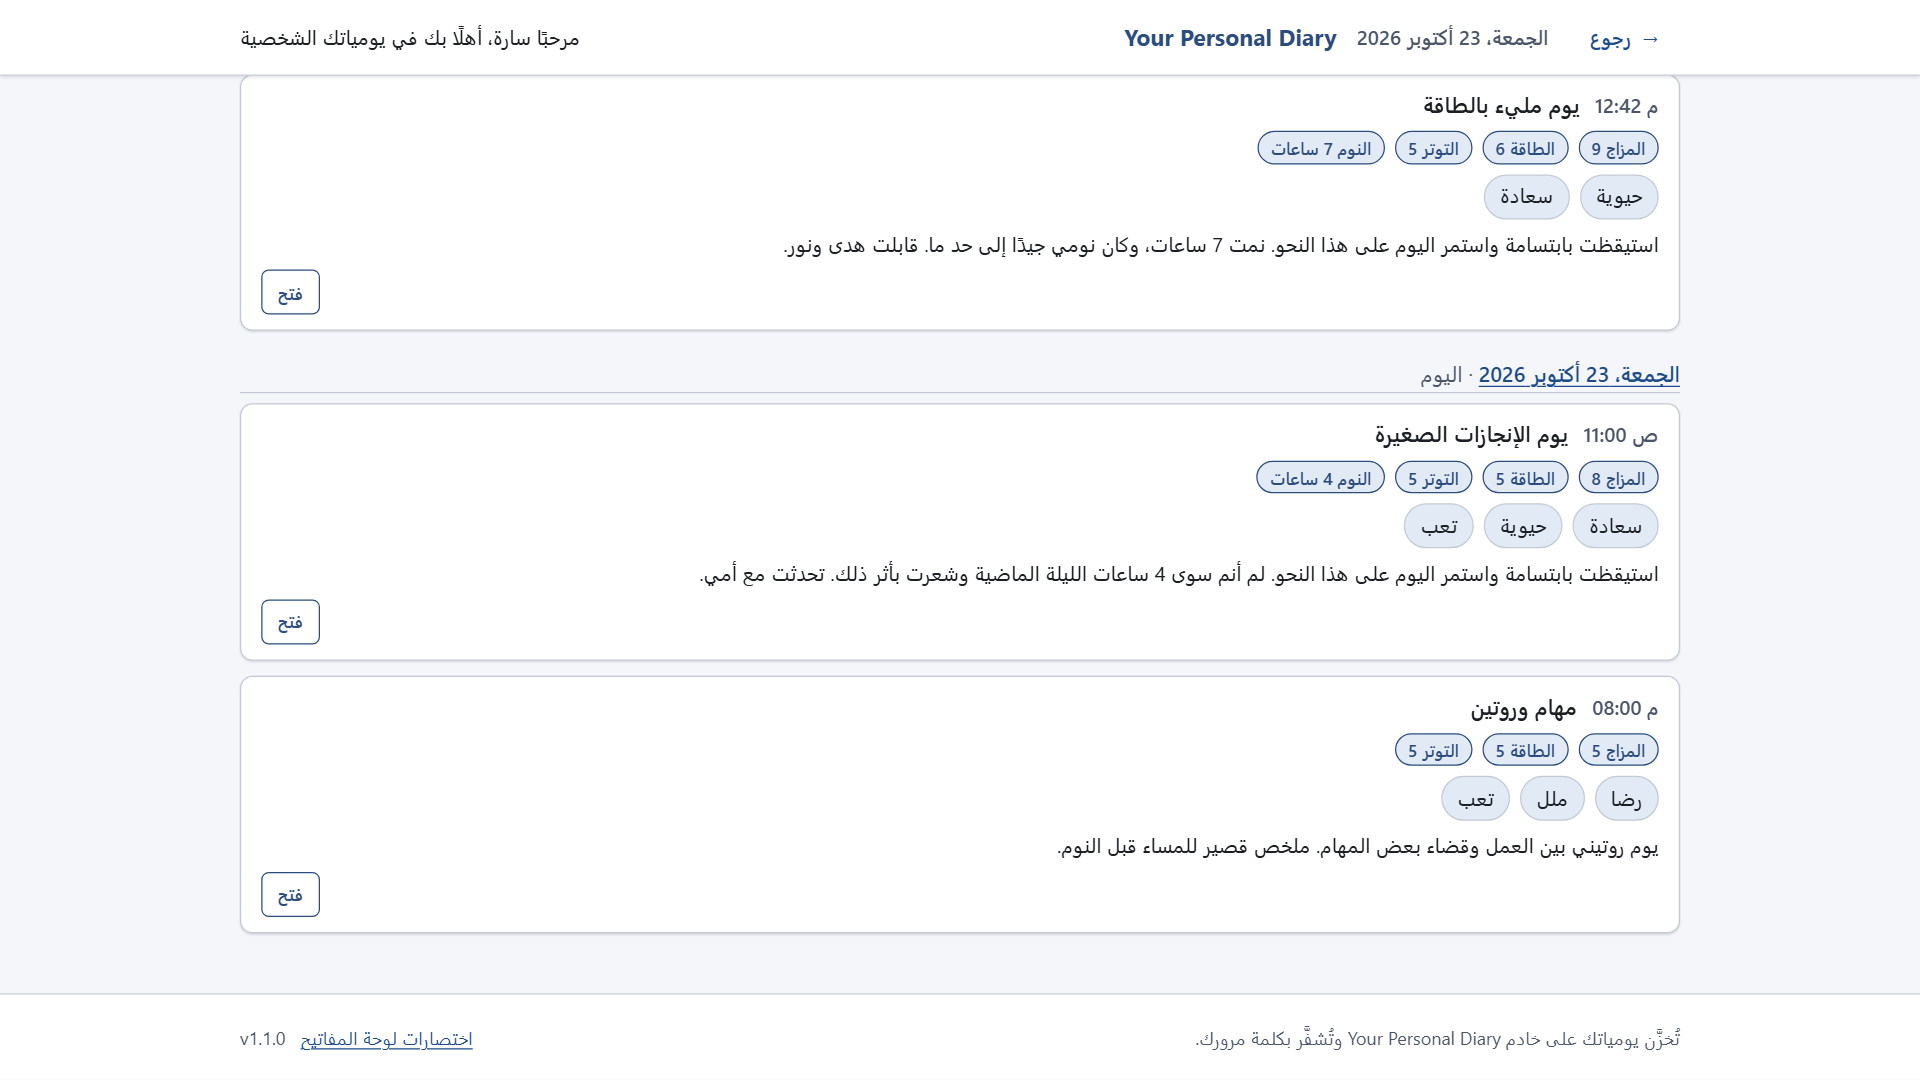 → رجوع
الجمعة، 23 أكتوبر 2026
Your Personal Diary
مرحبًا سارة، أهلًا بك في يومياتك الشخصية
12:42 م يوم مليء بالطاقة
المزاج 9 الطاقة 6 التوتر 5 النوم 7 ساعات
حيوية سعادة
استيقظت بابتسامة واستمر اليوم على هذا النحو. نمت 7 ساعات، وكان نومي جيدًا إلى حد ما. قابلت هدى ونور.
فتح
الجمعة، 23 أكتوبر 2026 · اليوم
11:00 ص يوم الإنجازات الصغيرة
المزاج 8 الطاقة 5 التوتر 5 النوم 4 ساعات
سعادة حيوية تعب
استيقظت بابتسامة واستمر اليوم على هذا النحو. لم أنم سوى 4 ساعات الليلة الماضية وشعرت بأثر ذلك. تحدثت مع أمي.
فتح
08:00 م مهام وروتين
المزاج 5 الطاقة 5 التوتر 5
رضا ملل تعب
يوم روتيني بين العمل وقضاء بعض المهام. ملخص قصير للمساء قبل النوم.
فتح
تُخزَّن يومياتك على خادم Your Personal Diary وتُشفَّر بكلمة مرورك.
اختصارات لوحة المفاتيح v1.1.0